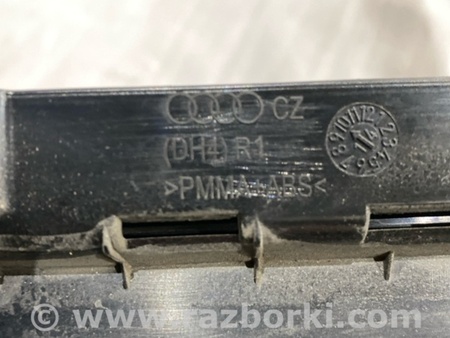 CZ
(DH4) R1
>PMMA+ABS<
© www.razborki.com